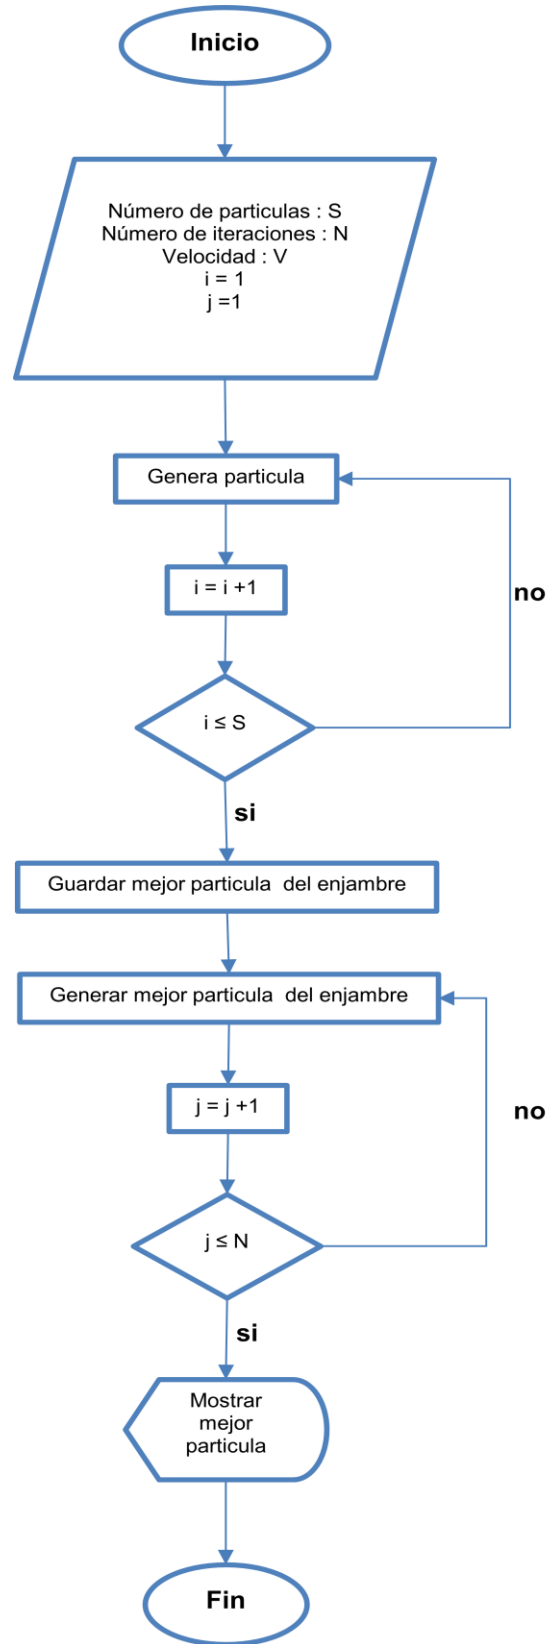 Inicio
Número de particulas : S
Número de iteraciones : N
Velocidad : V
i = 1
j =1
Genera particula
i = i +1
no
i ≤ S
si
Guardar mejor particula  del enjambre
Generar mejor particula  del enjambre
j = j +1
no
j ≤ N
si
Mostrar
mejor
particula
Fin